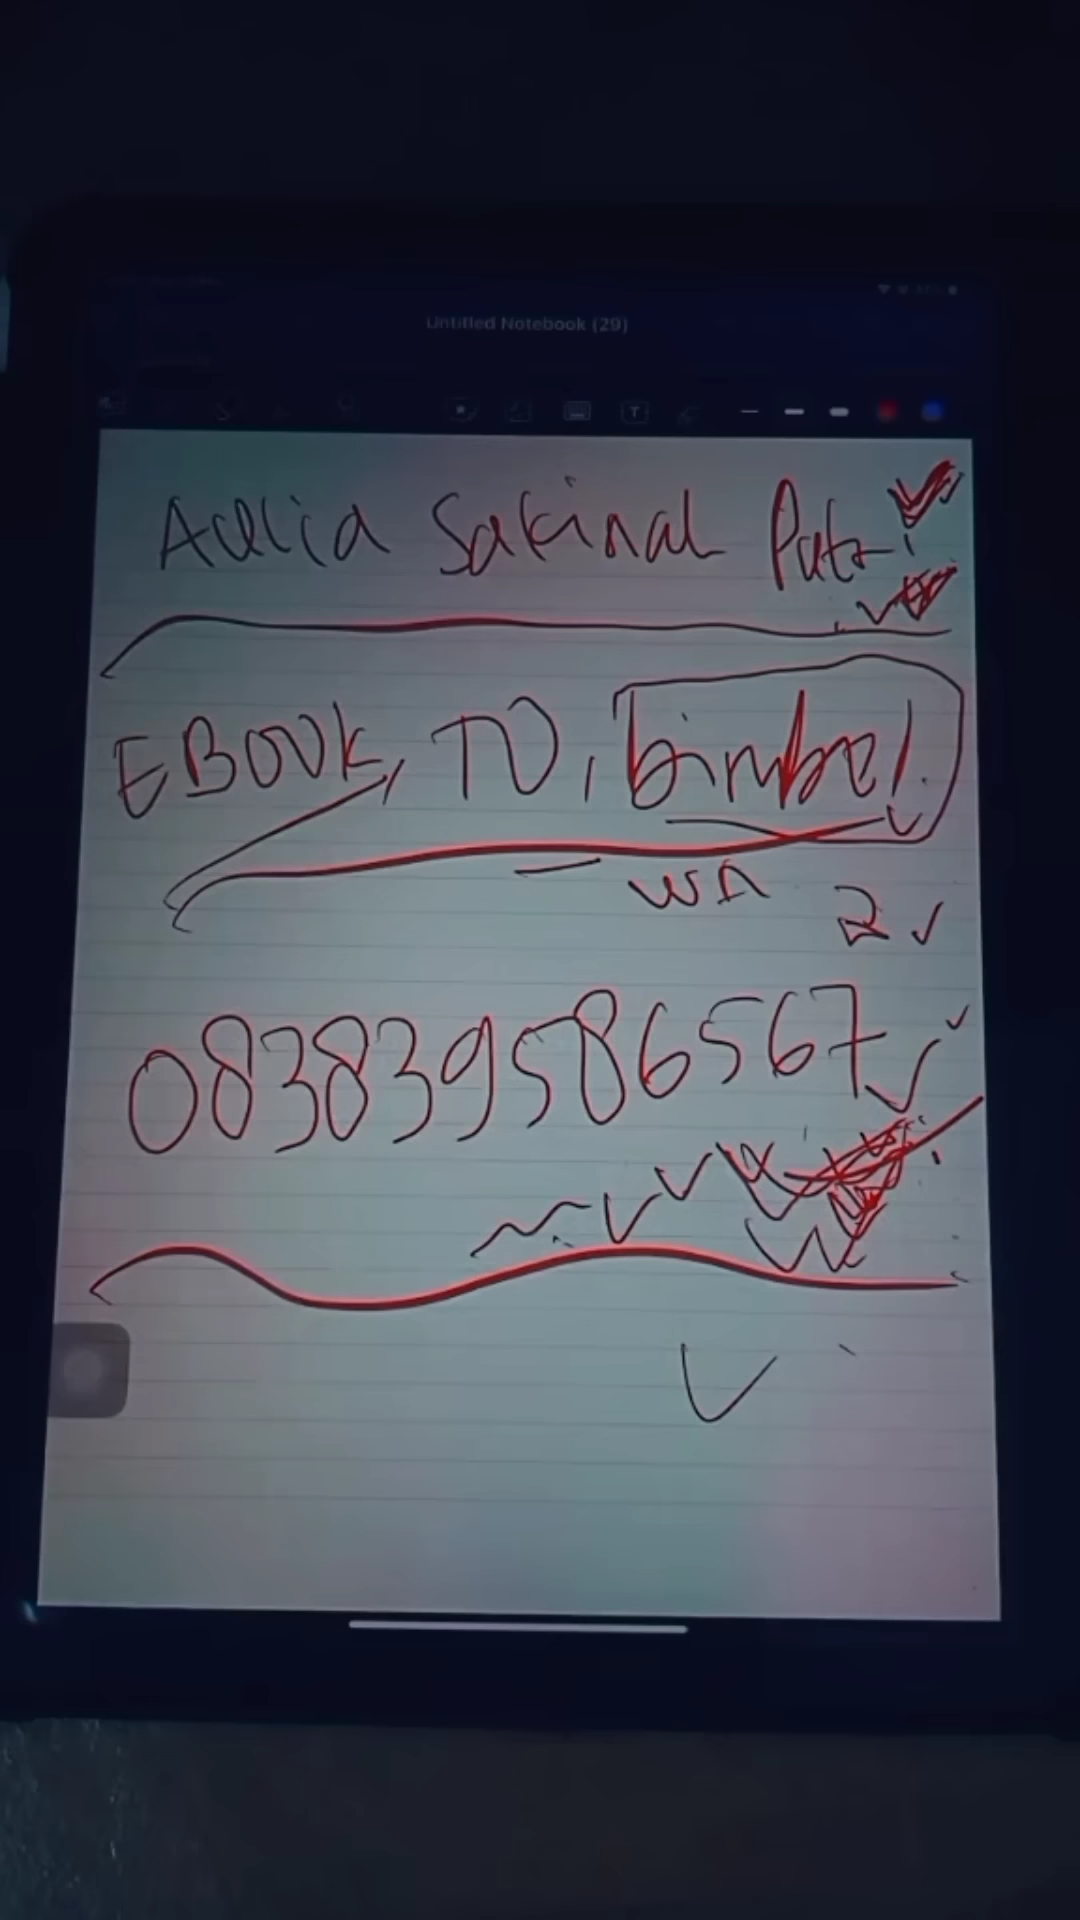 Untitled Notebook (29)
Aulia Sakinah Putri
EBOOK, TO, bimbel
WA
2
083839586567